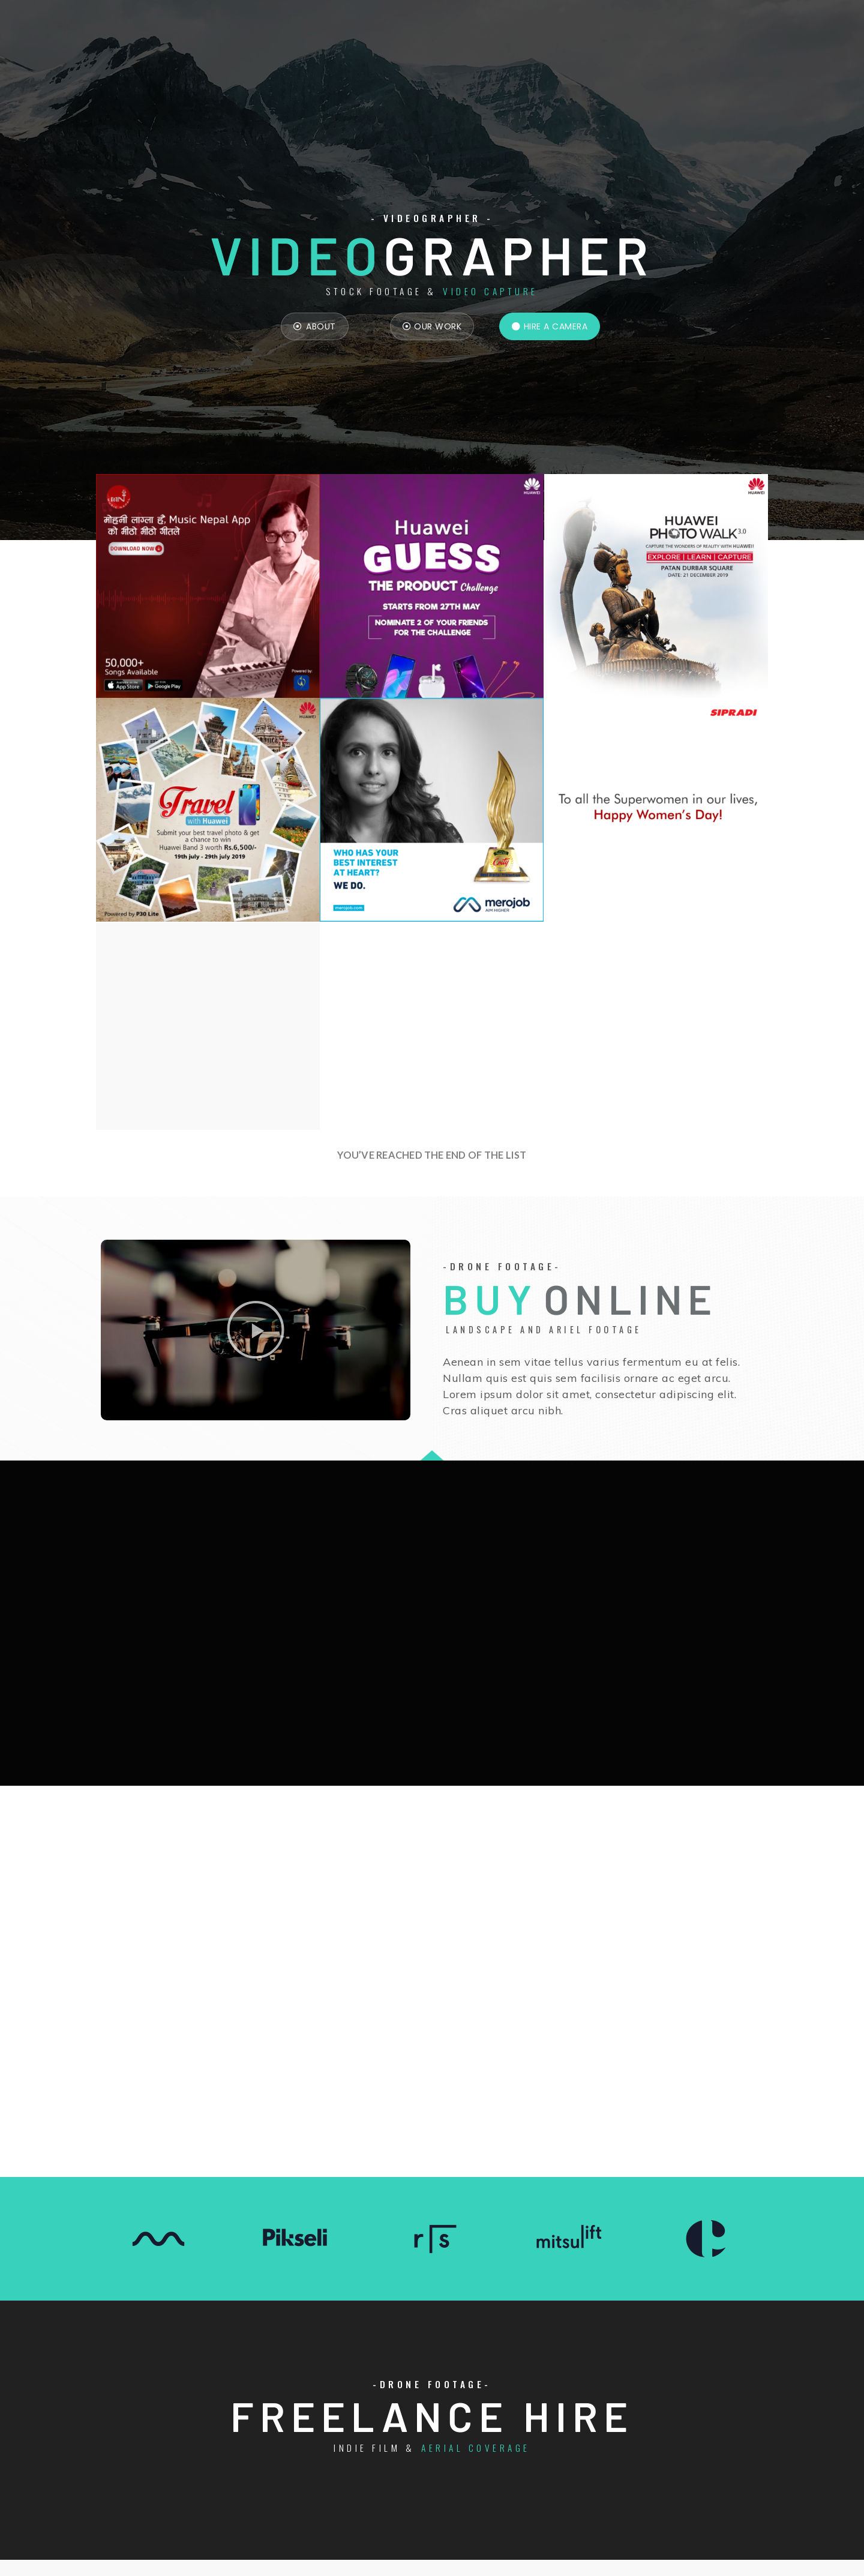 - VIDEOGRAPHER -
VIDEOGRAPHER
STOCK FOOTAGE & VIDEO CAPTURE
ABOUT
OUR WORK
HIRE A CAMERA
मोहनी लाग्ला है, Music Nepal App
को मीठो मीठो गीतले
DOWNLOAD NOW
50,000+
Songs Available
App Store
Google Play
Powered by
HUAWEI
Huawei
GUESS
THE PRODUCT Challenge
STARTS FROM 27TH MAY
NOMINATE 2 OF YOUR FRIENDS
FOR THE CHALLENGE
HUAWEI
HUAWEI
PHOTO WALK 3.0
CAPTURE THE WONDERS OF REALITY WITH HUAWEI!
EXPLORE | LEARN | CAPTURE
PATAN DURBAR SQUARE
DATE: 21 DECEMBER 2019
HUAWEI
Travel
with Huawei
Submit your best travel photo & get
a chance to win
Huawei Band 3 worth Rs.6,500/-
19th july - 29th july 2019
Powered by P30 Lite
WHO HAS YOUR
BEST INTEREST
AT HEART?
WE DO.
merojob.com
merojob
AIM HIGHER
SIPRADI
To all the Superwomen in our lives,
Happy Women's Day!
YOU'VE REACHED THE END OF THE LIST
-DRONE FOOTAGE-
BUY ONLINE
LANDSCAPE AND ARIEL FOOTAGE
Aenean in sem vitae tellus varius fermentum eu at felis.
Nullam quis est quis sem facilisis ornare ac eget arcu.
Lorem ipsum dolor sit amet, consectetur adipiscing elit.
Cras aliquet arcu nibh.
Pikseli
rs
mitsulift
-DRONE FOOTAGE-
FREELANCE HIRE
INDIE FILM & AERIAL COVERAGE